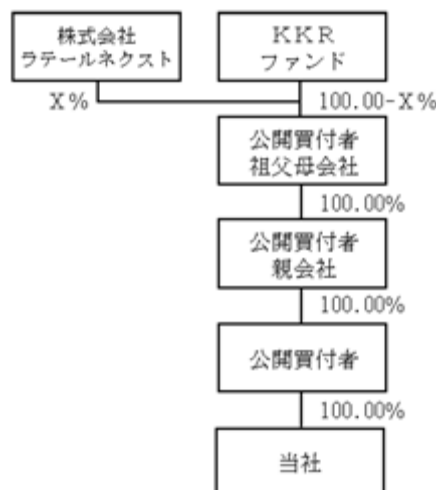 株式会社
ラテールネクスト
ＫＫＲ
ファンド
Ｘ％
100.00-Ｘ％
公開買付者
祖父母会社
100.00%
公開買付者
親会社
100.00%
公開買付者
100.00%
当社